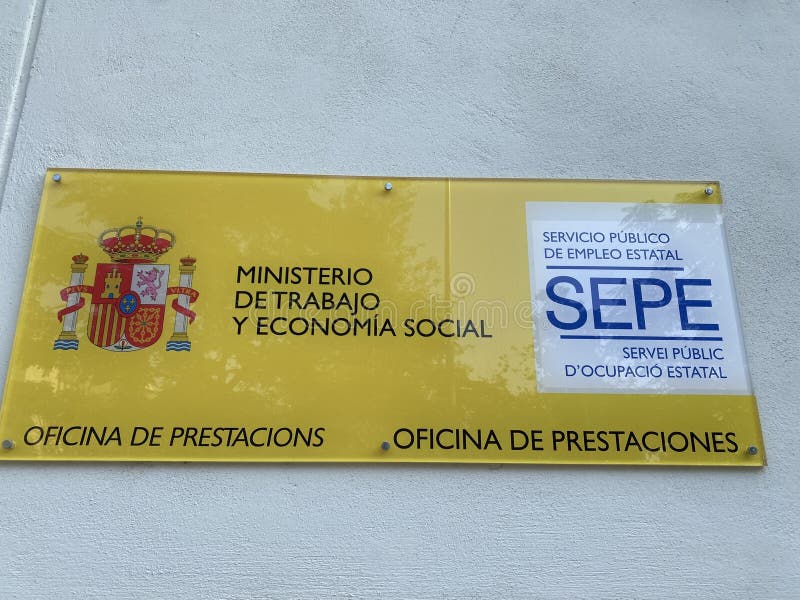 MINISTERIO
DE TRABAJO
Y ECONOMÍA SOCIAL
SERVICIO PÚBLICO
DE EMPLEO ESTATAL
SEPE
SERVEI PÚBLIC
D'OCUPACIÓ ESTATAL
OFICINA DE PRESTACIONS
OFICINA DE PRESTACIONES
dreamstime